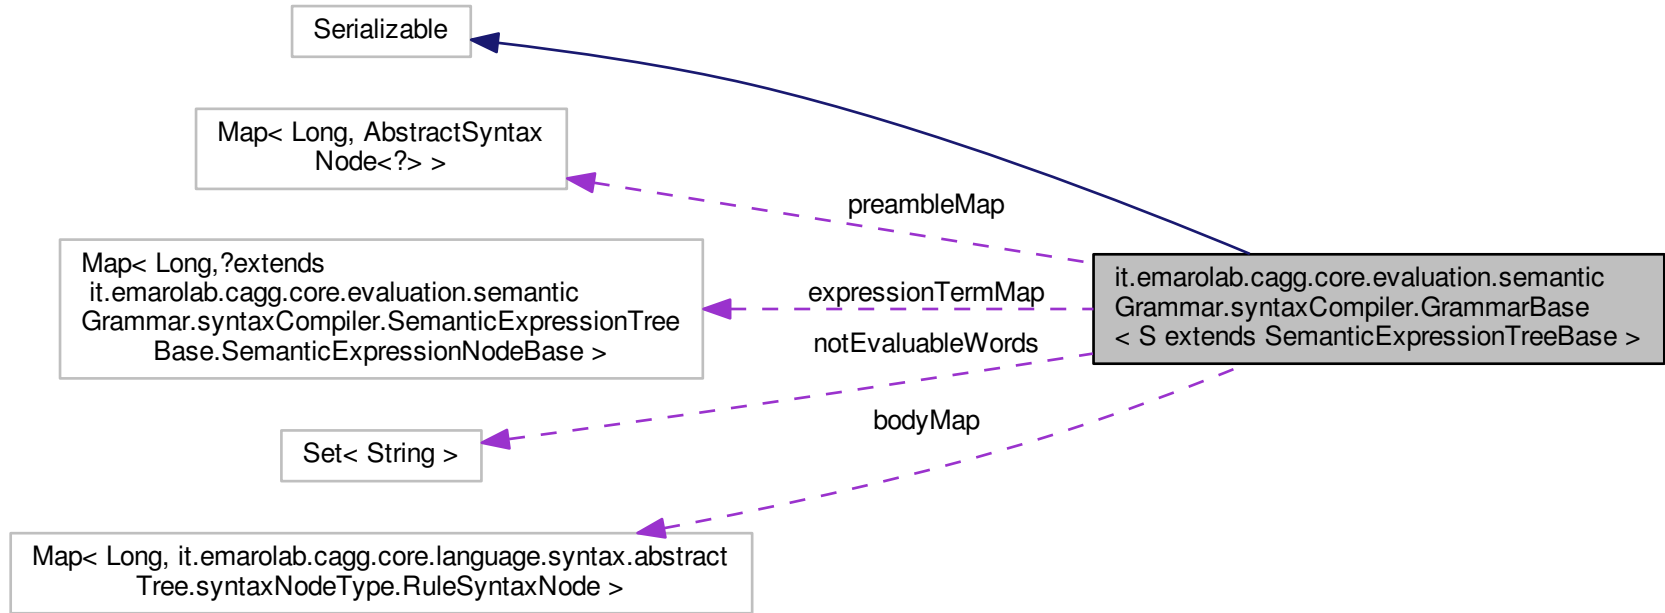 Serializable
Map< Long, AbstractSyntax
Node<?> >
preambleMap
Map< Long,?extends
it.emarolab.cagg.core.evaluation.semantic
Grammar.syntaxCompiler.SemanticExpressionTree
Base.SemanticExpressionNodeBase >
expressionTermMap
it.emarolab.cagg.core.evaluation.semantic
Grammar.syntaxCompiler.GrammarBase
< S extends SemanticExpressionTreeBase >
notEvaluableWords
Set< String >
bodyMap
Map< Long, it.emarolab.cagg.core.language.syntax.abstract
Tree.syntaxNodeType.RuleSyntaxNode >